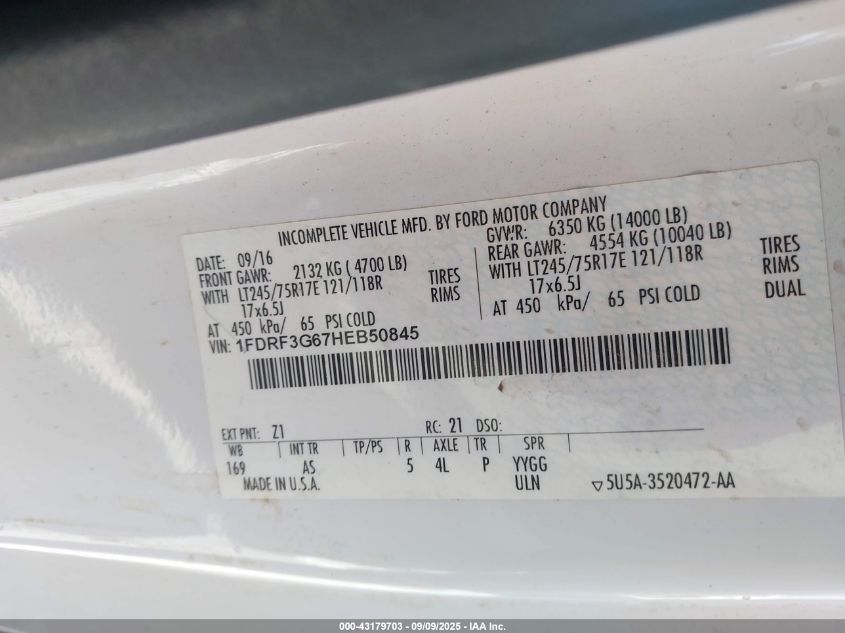 INCOMPLETE VEHICLE MFD. BY FORD MOTOR COMPANY
DATE: 09/16
FRONT GAWR: 2132 KG ( 4700 LB)
WITH LT245/75R17E 121/118R TIRES
17x6.5J RIMS
AT 450 kPa/ 65 PSI COLD
GVWR: 6350 KG (14000 LB)
REAR GAWR: 4554 KG (10040 LB)
WITH LT245/75R17E 121/118R TIRES
17x6.5J RIMS
AT 450 kPa/ 65 PSI COLD DUAL
VIN: 1FDRF3G67HEB50845
EXT PNT: Z1 RC: 21 DSO:
WB INT TR TP/PS R AXLE TR SPR
169 AS 5 4L P YYGG
MADE IN U.S.A. ULN ▽5U5A-3520472-AA
000-43179703 - 09/09/2025 - IAA Inc.